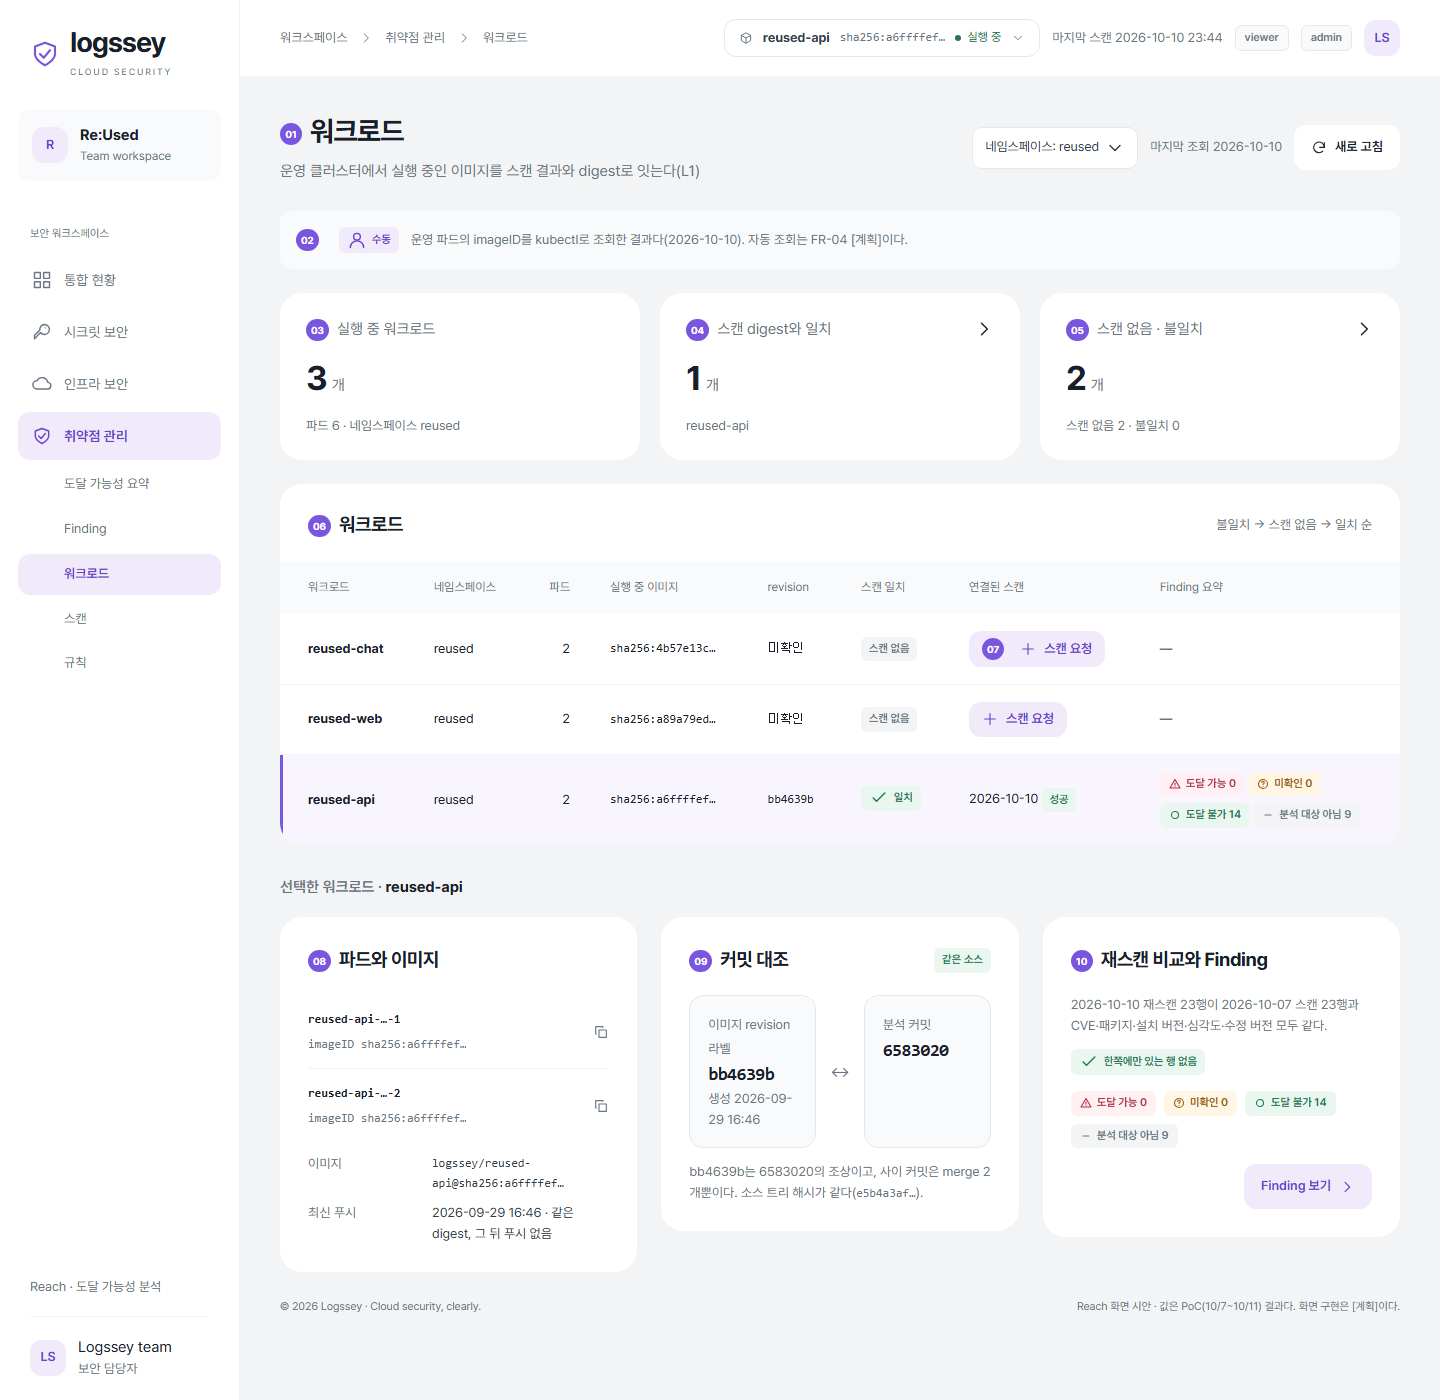 logssey
CLOUD SECURITY
R
Re:Used
Team workspace
보안 워크스페이스
통합 현황
시크릿 보안
인프라 보안
취약점 관리
도달 가능성 요약
Finding
워크로드
스캔
규칙
Reach · 도달 가능성 분석
LS
Logssey team
보안 담당자
워크스페이스 > 취약점 관리 > 워크로드
reused-api sha256:a6ffffef… ● 실행 중
마지막 스캔 2026-10-10 23:44
viewer
admin
LS
01 워크로드
운영 클러스터에서 실행 중인 이미지를 스캔 결과와 digest로 잇는다(L1)
네임스페이스: reused
마지막 조회 2026-10-10
새로 고침
02 수동 운영 파드의 imageID를 kubectl로 조회한 결과다(2026-10-10). 자동 조회는 FR-04 [계획]이다.
03 실행 중 워크로드
3 개
파드 6 · 네임스페이스 reused
04 스캔 digest와 일치
1 개
reused-api
05 스캔 없음 · 불일치
2 개
스캔 없음 2 · 불일치 0
06 워크로드
불일치 → 스캔 없음 → 일치 순
워크로드 네임스페이스 파드 실행 중 이미지 revision 스캔 일치 연결된 스캔 Finding 요약
reused-chat reused 2 sha256:4b57e13c… 미확인 스캔 없음 07 + 스캔 요청 —
reused-web reused 2 sha256:a89a79ed… 미확인 스캔 없음 + 스캔 요청 —
reused-api reused 2 sha256:a6ffffef… bb4639b 일치 2026-10-10 성공
도달 가능 0 미확인 0
도달 불가 14 분석 대상 아님 9
선택한 워크로드 · reused-api
08 파드와 이미지
reused-api-…-1
imageID sha256:a6ffffef…
reused-api-…-2
imageID sha256:a6ffffef…
이미지 logssey/reused-
api@sha256:a6ffffef…
최신 푸시 2026-09-29 16:46 · 같은
digest, 그 뒤 푸시 없음
09 커밋 대조
같은 소스
이미지 revision
라벨
bb4639b
생성 2026-09-
29 16:46
↔
분석 커밋
6583020
bb4639b는 6583020의 조상이고, 사이 커밋은 merge 2
개뿐이다. 소스 트리 해시가 같다(e5b4a3af…).
10 재스캔 비교와 Finding
2026-10-10 재스캔 23행이 2026-10-07 스캔 23행과
CVE·패키지·설치 버전·심각도·수정 버전 모두 같다.
한쪽에만 있는 행 없음
도달 가능 0 미확인 0 도달 불가 14
분석 대상 아님 9
Finding 보기
© 2026 Logssey · Cloud security, clearly.
Reach 화면 시안 · 값은 PoC(10/7~10/11) 결과다. 화면 구현은 [계획]이다.